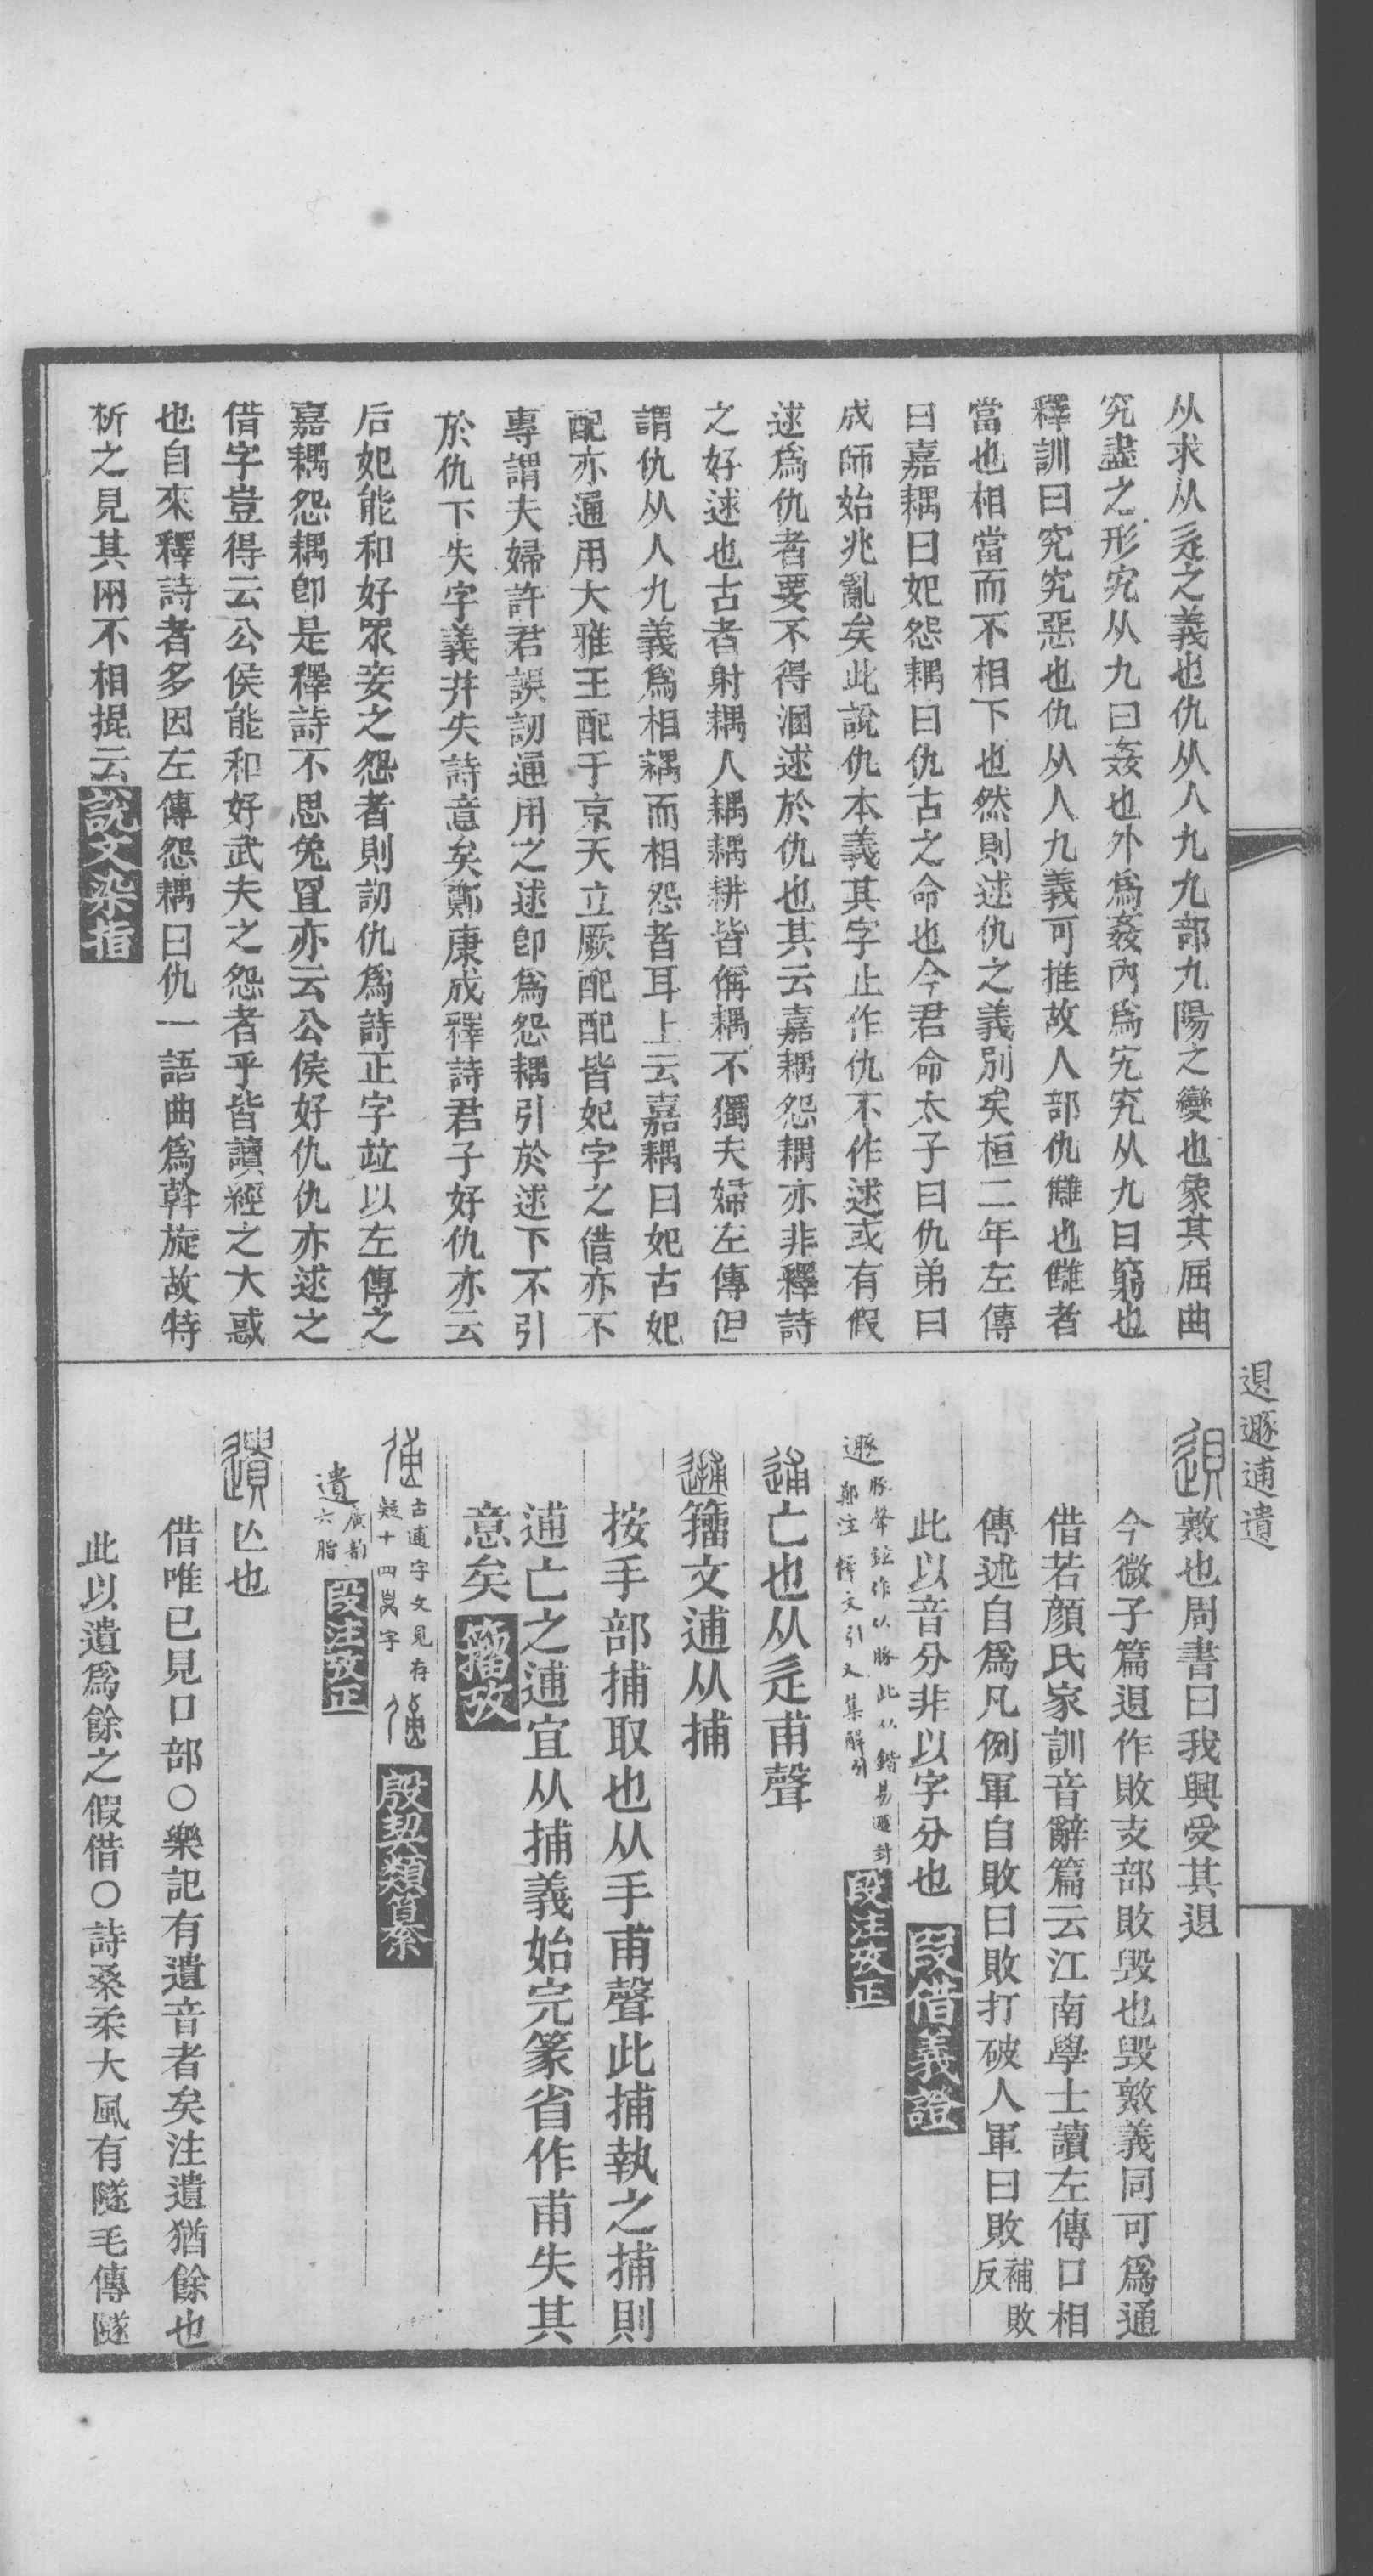 从求从辵之義也仇从人九九部九陽之變也象其屈曲
究盡之形宄从九曰姦也外爲姦內爲宄究从九曰窮也
釋訓曰究究惡也仇从人九義可推故人部仇讎也讎者
當也相當而不相下也然則逑仇之義別矣桓二年左傳
曰嘉耦曰妃怨耦曰仇古之命也今君命太子曰仇弟曰
成師始兆亂矣此說仇本義其字止作仇不作逑或有假
逑爲仇者要不得溷逑於仇也其云嘉耦怨耦亦非釋詩
之好逑也古者射耦人耦耦耕皆偁耦不獨夫婦左傳但
謂仇从人九義爲相耦而相怨者耳上云嘉耦曰妃古妃
配亦通用大雅王配于京天立厥配配皆妃字之借亦不
專謂夫婦許君誤訒通用之逑卽爲怨耦引於逑下不引
於仇下失字義幷失詩意矣鄭康成釋詩君子好仇亦云
后妃能和好眾妾之怨者則訒仇爲詩正字竝以左傳之
嘉耦怨耦卽是釋詩不思兔罝亦云公侯好仇仇亦逑之
借字豈得云公侯能和好武夫之怨者乎皆讀經之大惑
也自來釋詩者多因左傳怨耦曰仇一語曲爲斡旋故特
析之見其兩不相掍云說文染指
退遯逋遺
敗也周書曰我興受其退
今微子篇退作敗攴部敗毀也毀敗義同可爲通
借若顏氏家訓音辭篇云江南學士讀左傳口相
傳述自爲凡例軍自敗曰敗打破人軍曰敗補敗反
此以音分非以字分也 叚借義證
遯豚聲 作从豚此从鍇易遯封
鄭注釋文引又集解引 段注攷正
逋亡也从辵甫聲
籒文逋从捕
按手部捕取也从手甫聲此捕執之捕則
逋亡之逋宜从捕義始完篆省作甫失其
意矣籒攷
古逋字文見存 疑十四 字 殷契類纂
遺廣韵六脂 段注攷正
遺亾也
借唯已見口部○樂記有遺音者矣注遺猶餘也
此以遺爲餘之假借○詩桑柔大風有隧毛傳隧